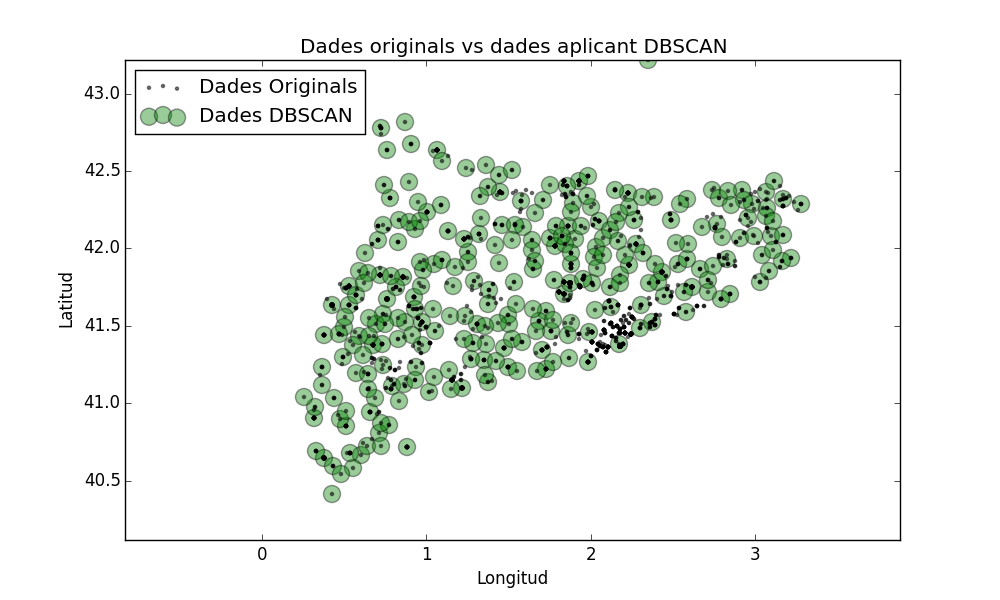 Dades originals vs dades aplicant DBSCAN
Dades Originals
Dades DBSCAN
43.0
42.5
42.0
41.5
41.0
40.5
Latitud
0 1 2 3
Longitud